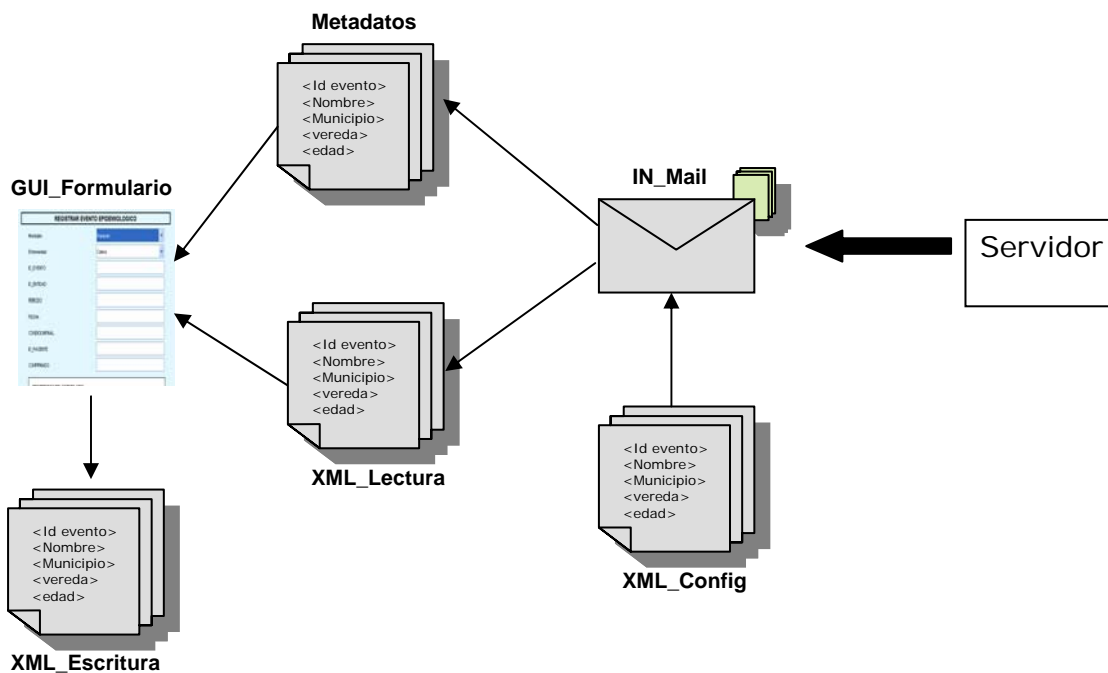 Metadatos
<Id evento>
<Nombre>
<Municipio>
<vereda>
<edad>
GUI_Formulario
REGISTRAR EVENTO EPIDEMIOLOGICO
IN_Mail
Servidor
<Id evento>
<Nombre>
<Municipio>
<vereda>
<edad>
XML_Lectura
<Id evento>
<Nombre>
<Municipio>
<vereda>
<edad>
XML_Config
<Id evento>
<Nombre>
<Municipio>
<vereda>
<edad>
XML_Escritura